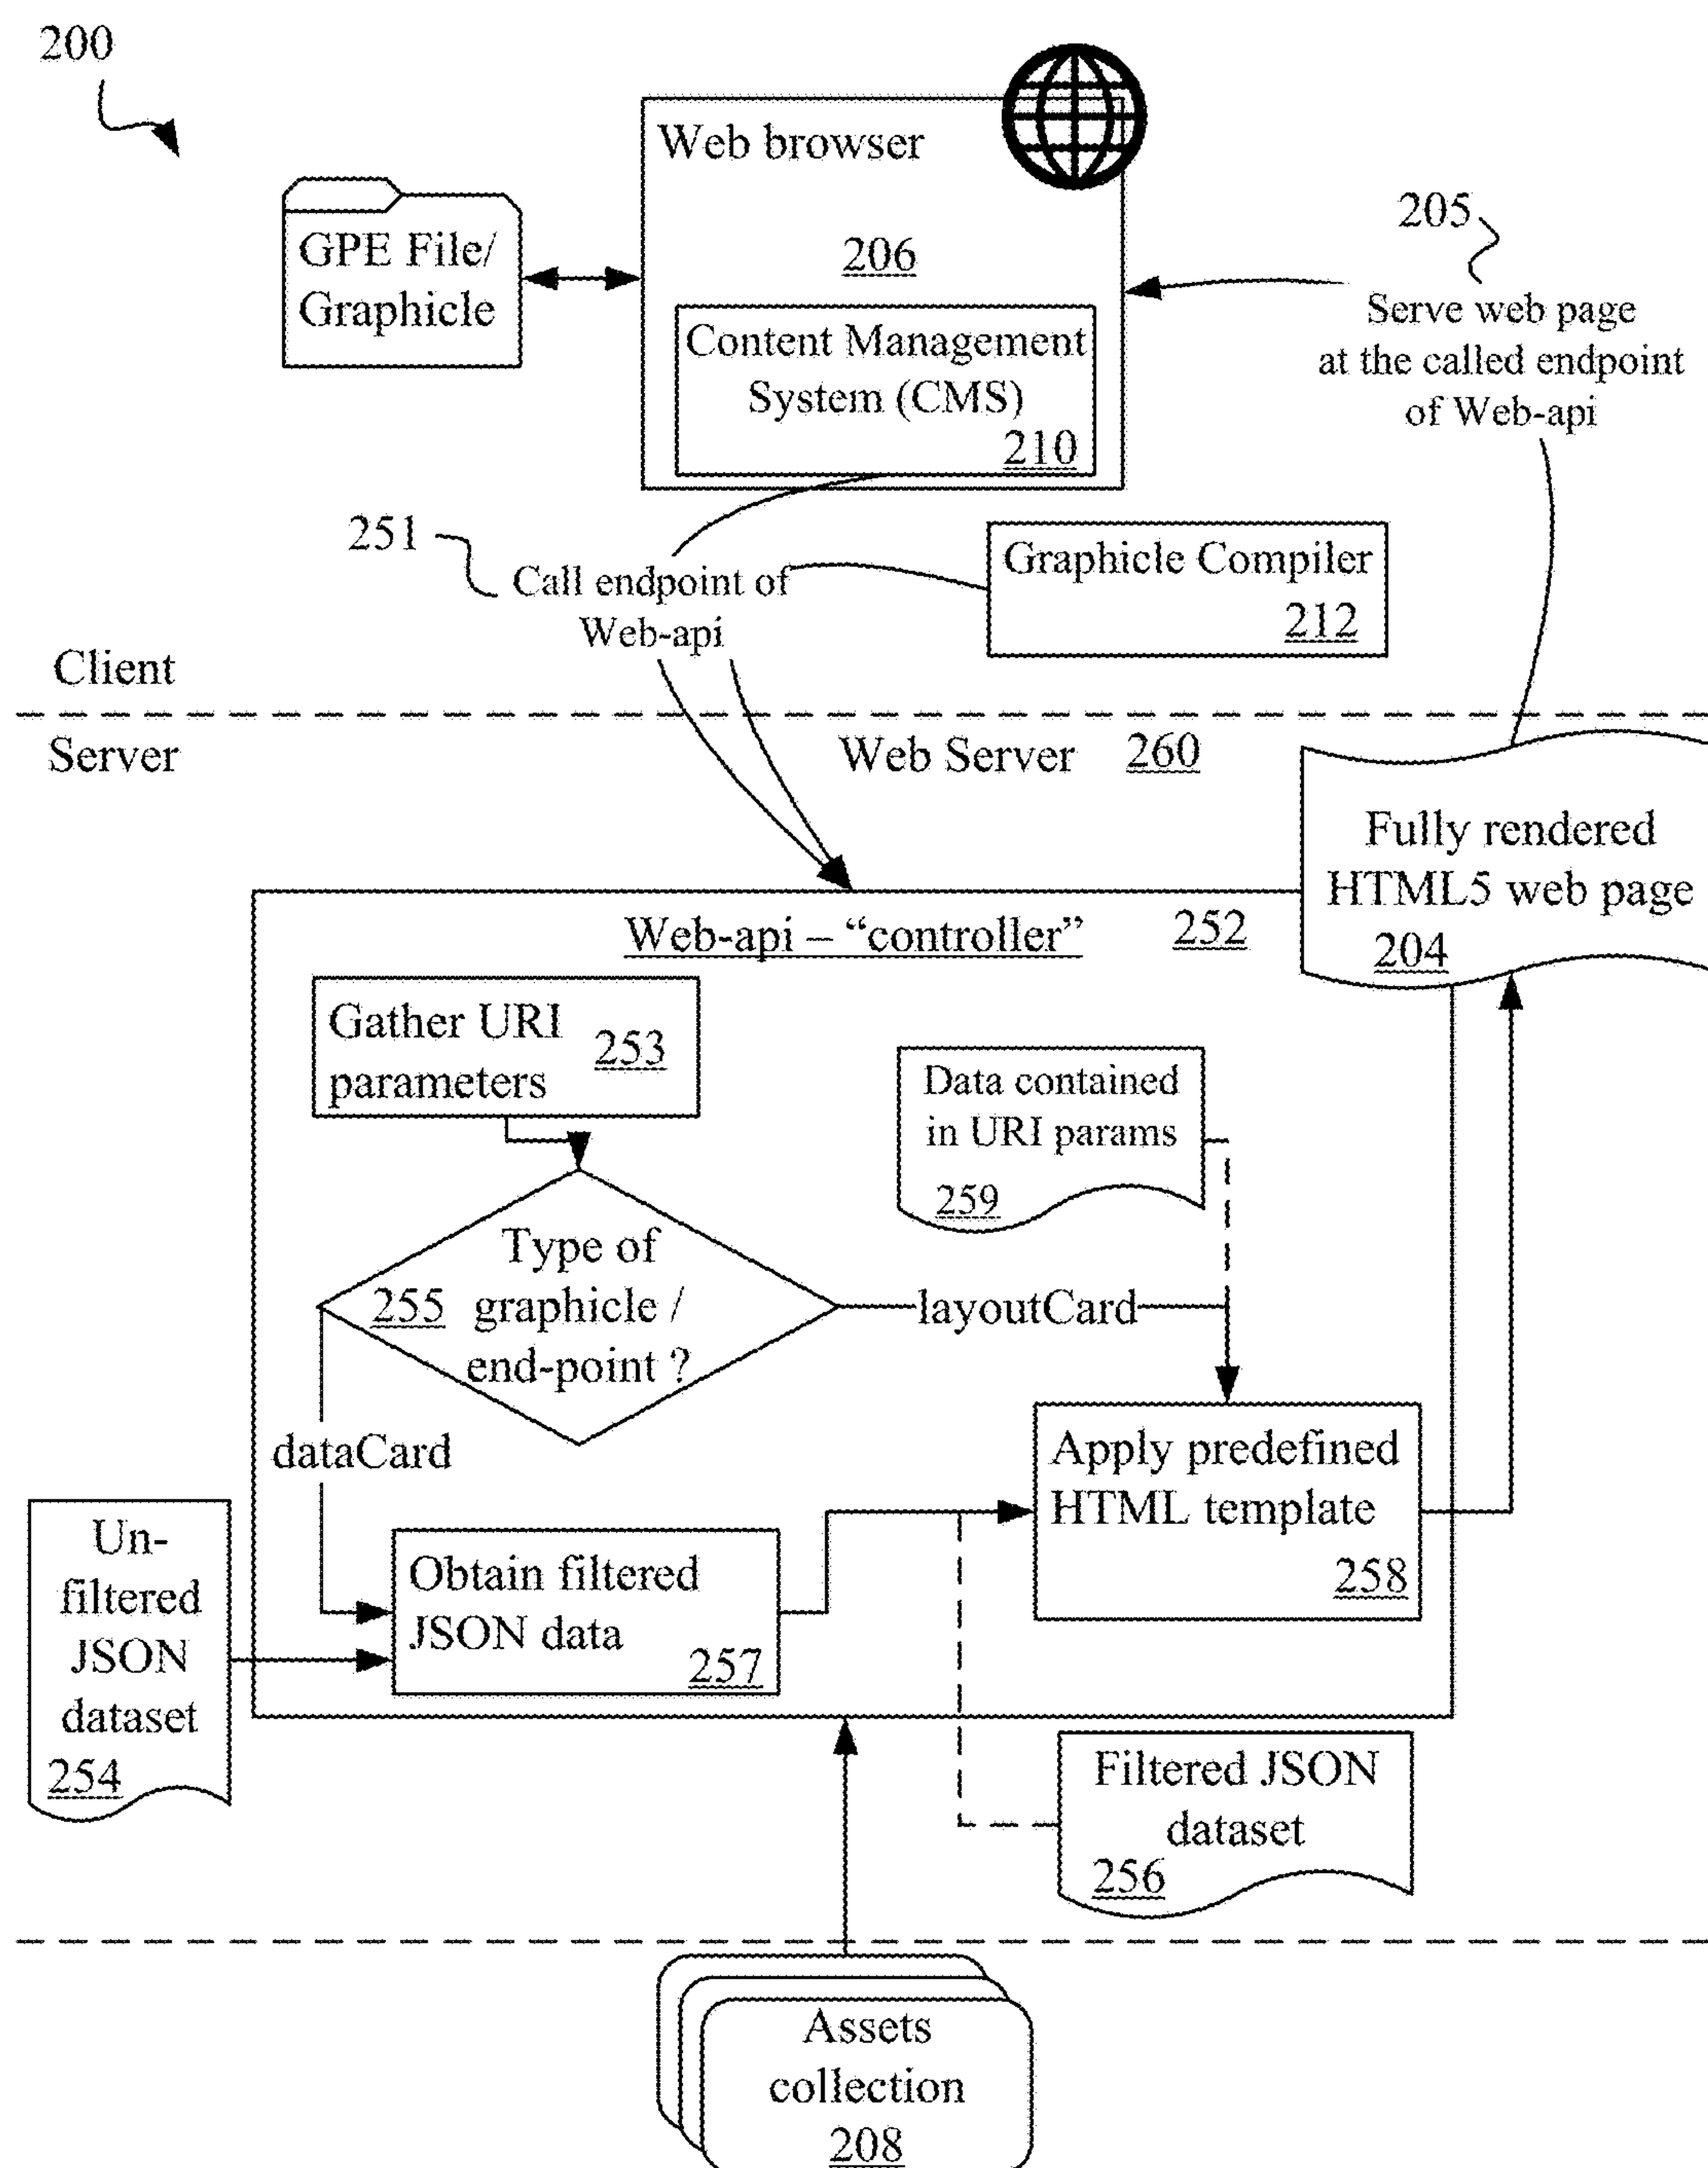 200
Web browser
206
GPE File/
Graphicle
205
Serve web page
at the called endpoint
of Web-api
Content Management
System (CMS)
210
251
Call endpoint of
Web-api
Graphicle Compiler
212
Client
Server
Web Server 260
Fully rendered
HTML5 web page
204
Web-api – “controller” 252
Gather URI
parameters
253
Data contained
in URI params
259
Type of
graphicle /
end-point ?
255
layoutCard
dataCard
Apply predefined
HTML template
258
Un-
filtered
JSON
dataset
254
Obtain filtered
JSON data
257
Filtered JSON
dataset
256
Assets
collection
208